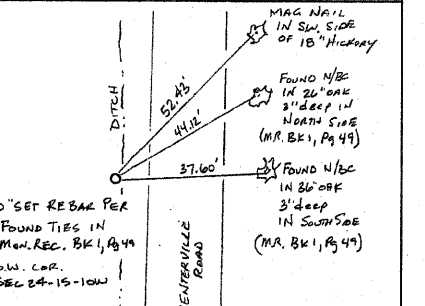 MAG NAIL
IN SW. SIDE
OF 18" HICKORY
FOUND N/BC
IN 26" OAK
3" deep IN
NORTH SIDE
(MR. BK 1, Pg 49)
FOUND N/BC
IN 36" OAK
3" deep
IN SOUTH SIDE
(M.R. BK 1, Pg 49)
DITCH
52.43'
44.12'
37.60'
SET REBAR PER
FOUND TIES IN
MON. REC. BK 1, Pg 49
.W. COR.
SEC 24-15-10W
ENTERVILLE
ROAD